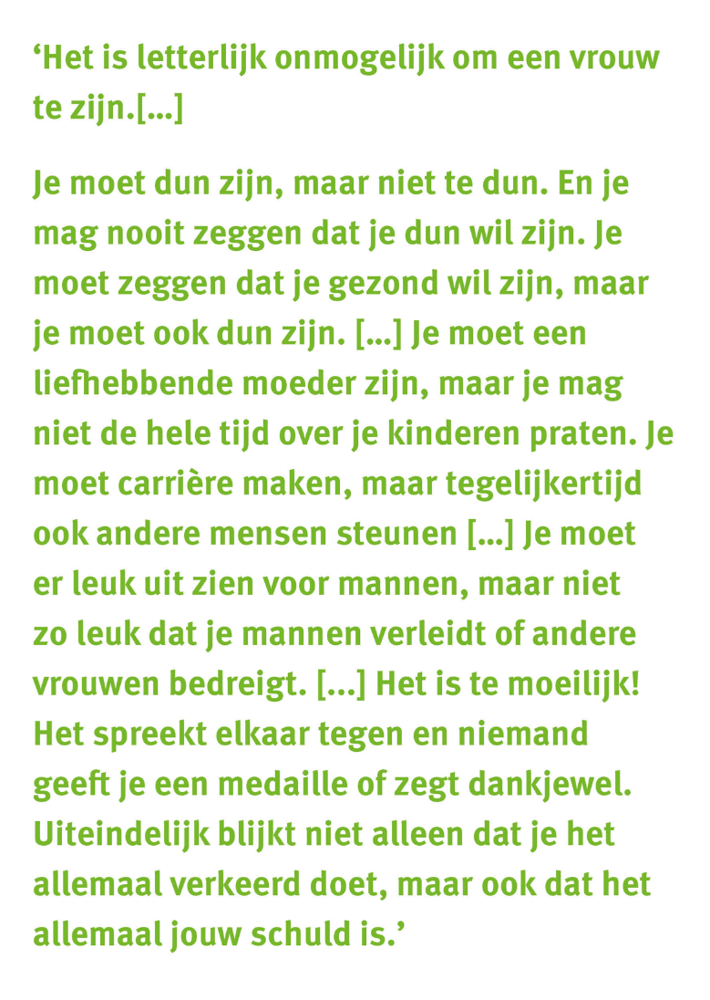 ‘Het is letterlijk onmogelijk om een vrouw
te zijn.[…]
Je moet dun zijn, maar niet te dun. En je
mag nooit zeggen dat je dun wil zijn. Je
moet zeggen dat je gezond wil zijn, maar
je moet ook dun zijn. […] Je moet een
liefhebbende moeder zijn, maar je mag
niet de hele tijd over je kinderen praten. Je
moet carrière maken, maar tegelijkertijd
ook andere mensen steunen […] Je moet
er leuk uit zien voor mannen, maar niet
zo leuk dat je mannen verleidt of andere
vrouwen bedreigt. [...] Het is te moeilijk!
Het spreekt elkaar tegen en niemand
geeft je een medaille of zegt dankjewel.
Uiteindelijk blijkt niet alleen dat je het
allemaal verkeerd doet, maar ook dat het
allemaal jouw schuld is.’